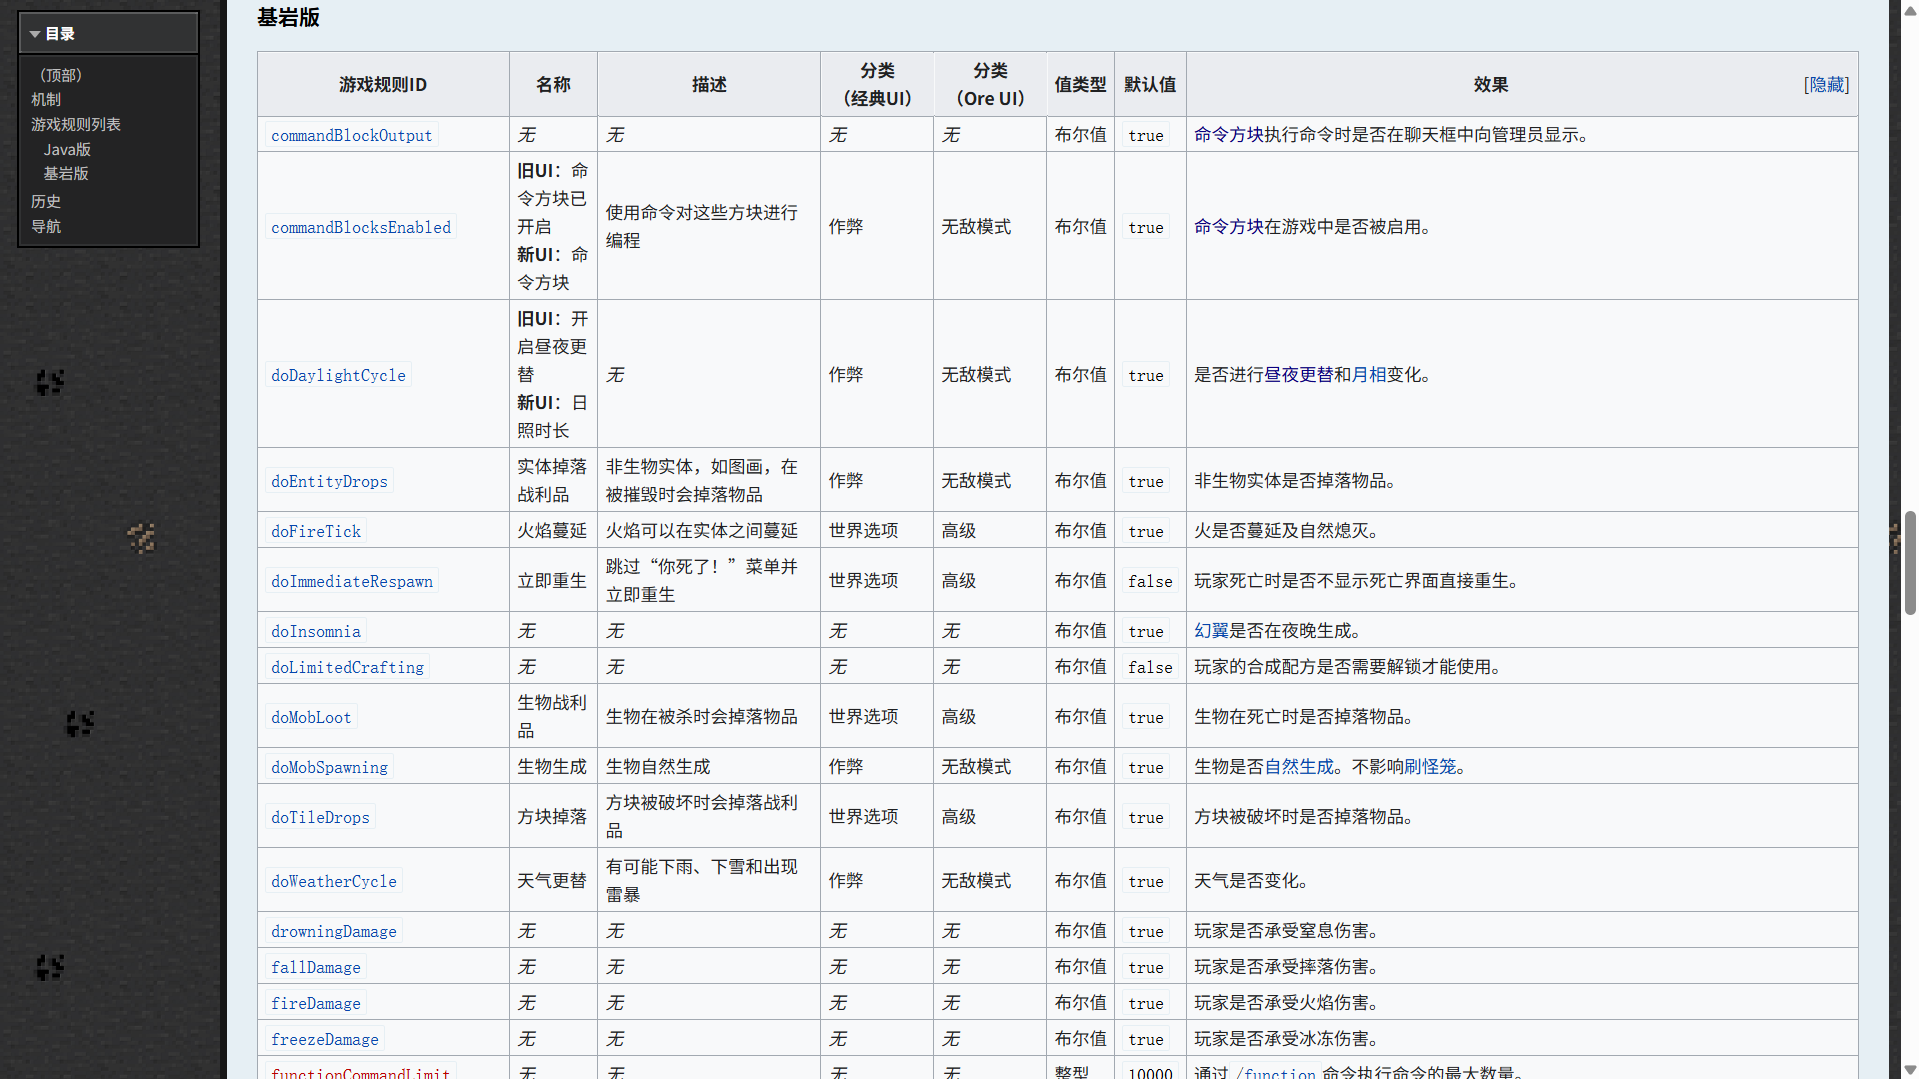 目录
（顶部）
机制
游戏规则列表
Java版
基岩版
历史
导航
基岩版
游戏规则ID 名称 描述 分类（经典UI） 分类（Ore UI） 值类型 默认值 效果 [隐藏]
commandBlockOutput 无 无 无 无 布尔值 true 命令方块执行命令时是否在聊天框中向管理员显示。
commandBlocksEnabled 旧UI：命令方块已开启 新UI：命令方块 使用命令对这些方块进行编程 作弊 无敌模式 布尔值 true 命令方块在游戏中是否被启用。
doDaylightCycle 旧UI：开启昼夜更替 新UI：日照时长 无 作弊 无敌模式 布尔值 true 是否进行昼夜更替和月相变化。
doEntityDrops 实体掉落战利品 非生物实体，如图画，在被摧毁时会掉落物品 作弊 无敌模式 布尔值 true 非生物实体是否掉落物品。
doFireTick 火焰蔓延 火焰可以在实体之间蔓延 世界选项 高级 布尔值 true 火是否蔓延及自然熄灭。
doImmediateRespawn 立即重生 跳过“你死了！”菜单并立即重生 世界选项 高级 布尔值 false 玩家死亡时是否不显示死亡界面直接重生。
doInsomnia 无 无 无 无 布尔值 true 幻翼是否在夜晚生成。
doLimitedCrafting 无 无 无 无 布尔值 false 玩家的合成配方是否需要解锁才能使用。
doMobLoot 生物战利品 生物在被杀时会掉落物品 世界选项 高级 布尔值 true 生物在死亡时是否掉落物品。
doMobSpawning 生物生成 生物自然生成 作弊 无敌模式 布尔值 true 生物是否自然生成。不影响刷怪笼。
doTileDrops 方块掉落 方块被破坏时会掉落战利品 世界选项 高级 布尔值 true 方块被破坏时是否掉落物品。
doWeatherCycle 天气更替 有可能下雨、下雪和出现雷暴 作弊 无敌模式 布尔值 true 天气是否变化。
drowningDamage 无 无 无 无 布尔值 true 玩家是否承受窒息伤害。
fallDamage 无 无 无 无 布尔值 true 玩家是否承受摔落伤害。
fireDamage 无 无 无 无 布尔值 true 玩家是否承受火焰伤害。
freezeDamage 无 无 无 无 布尔值 true 玩家是否承受冰冻伤害。
functionCommandLimit 无 无 无 无 整型 10000 通过 /function 命令执行命令的最大数量。